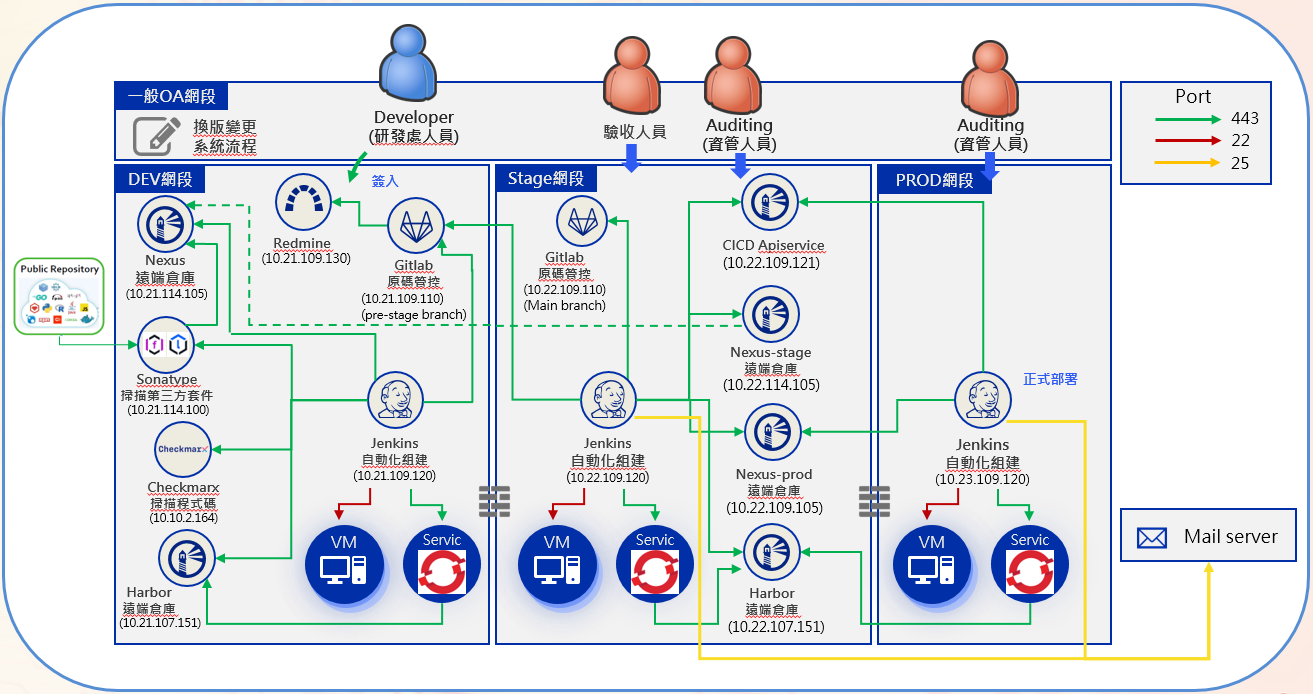 Developer
(研發處人員)
驗收人員
Auditing
(資管人員)
Auditing
(資管人員)
一般OA網段
換版變更
系統流程
Port
443
22
25
DEV網段
簽入
Nexus
遠端倉庫
(10.21.114.105)
Redmine
(10.21.109.130)
Gitlab
原碼管控
(10.21.109.110)
(pre-stage branch)
Public Repository
Sonatype
掃描第三方套件
(10.21.114.100)
Checkmarx
Checkmarx
掃描程式碼
(10.10.2.164)
Harbor
遠端倉庫
(10.21.107.151)
Jenkins
自動化組建
(10.21.109.120)
VM
Servic
Stage網段
Gitlab
原碼管控
(10.22.109.110)
(Main branch)
CICD Apiservice
(10.22.109.121)
Nexus-stage
遠端倉庫
(10.22.114.105)
Jenkins
自動化組建
(10.22.109.120)
Nexus-prod
遠端倉庫
(10.22.109.105)
VM
Servic
Harbor
遠端倉庫
(10.22.107.151)
PROD網段
正式部署
Jenkins
自動化組建
(10.23.109.120)
VM
Servic
Mail server